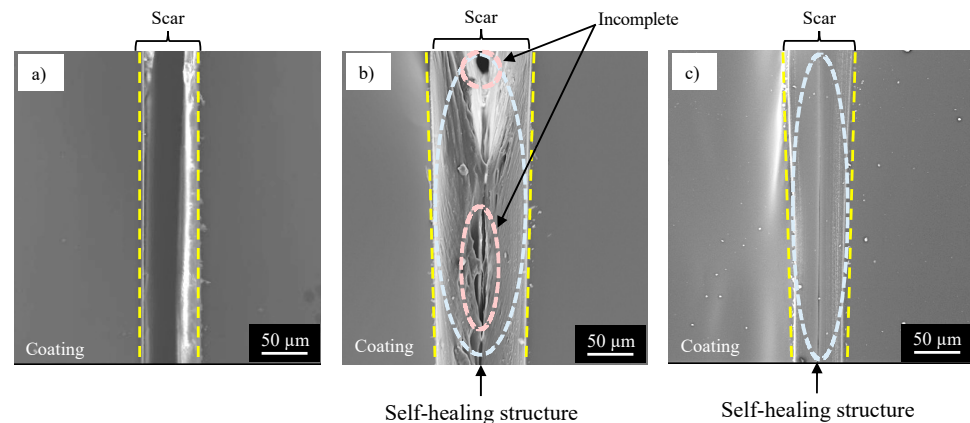 Scar
Scar
Incomplete
Scar
a)
b)
c)
Coating
50 µm
Coating
50 µm
Coating
50 µm
Self-healing structure
Self-healing structure